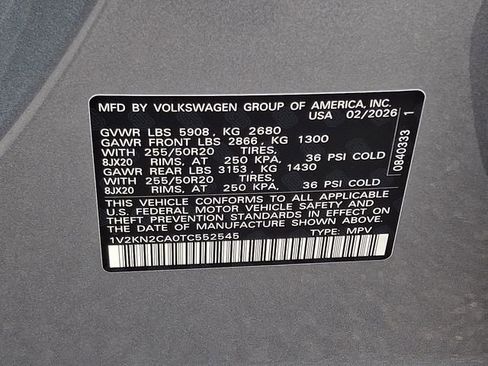 MFD BY VOLKSWAGEN GROUP OF AMERICA, INC.
USA 02/2026
GVWR LBS 5908, KG 2680
GAWR FRONT LBS 2866, KG 1300
WITH 255/50R20 TIRES,
8JX20 RIMS, AT 250 KPA, 36 PSI COLD
GAWR REAR LBS 3153, KG 1430
WITH 255/50R20 TIRES,
8JX20 RIMS, AT 250 KPA, 36 PSI COLD
THIS VEHICLE CONFORMS TO ALL APPLICABLE
U.S. FEDERAL MOTOR VEHICLE SAFETY AND
THEFT PREVENTION STANDARDS IN EFFECT ON
THE DATE OF MANUFACTURE SHOWN ABOVE.
1V2KN2CA0TC552545 TYPE: MPV
0840333 1